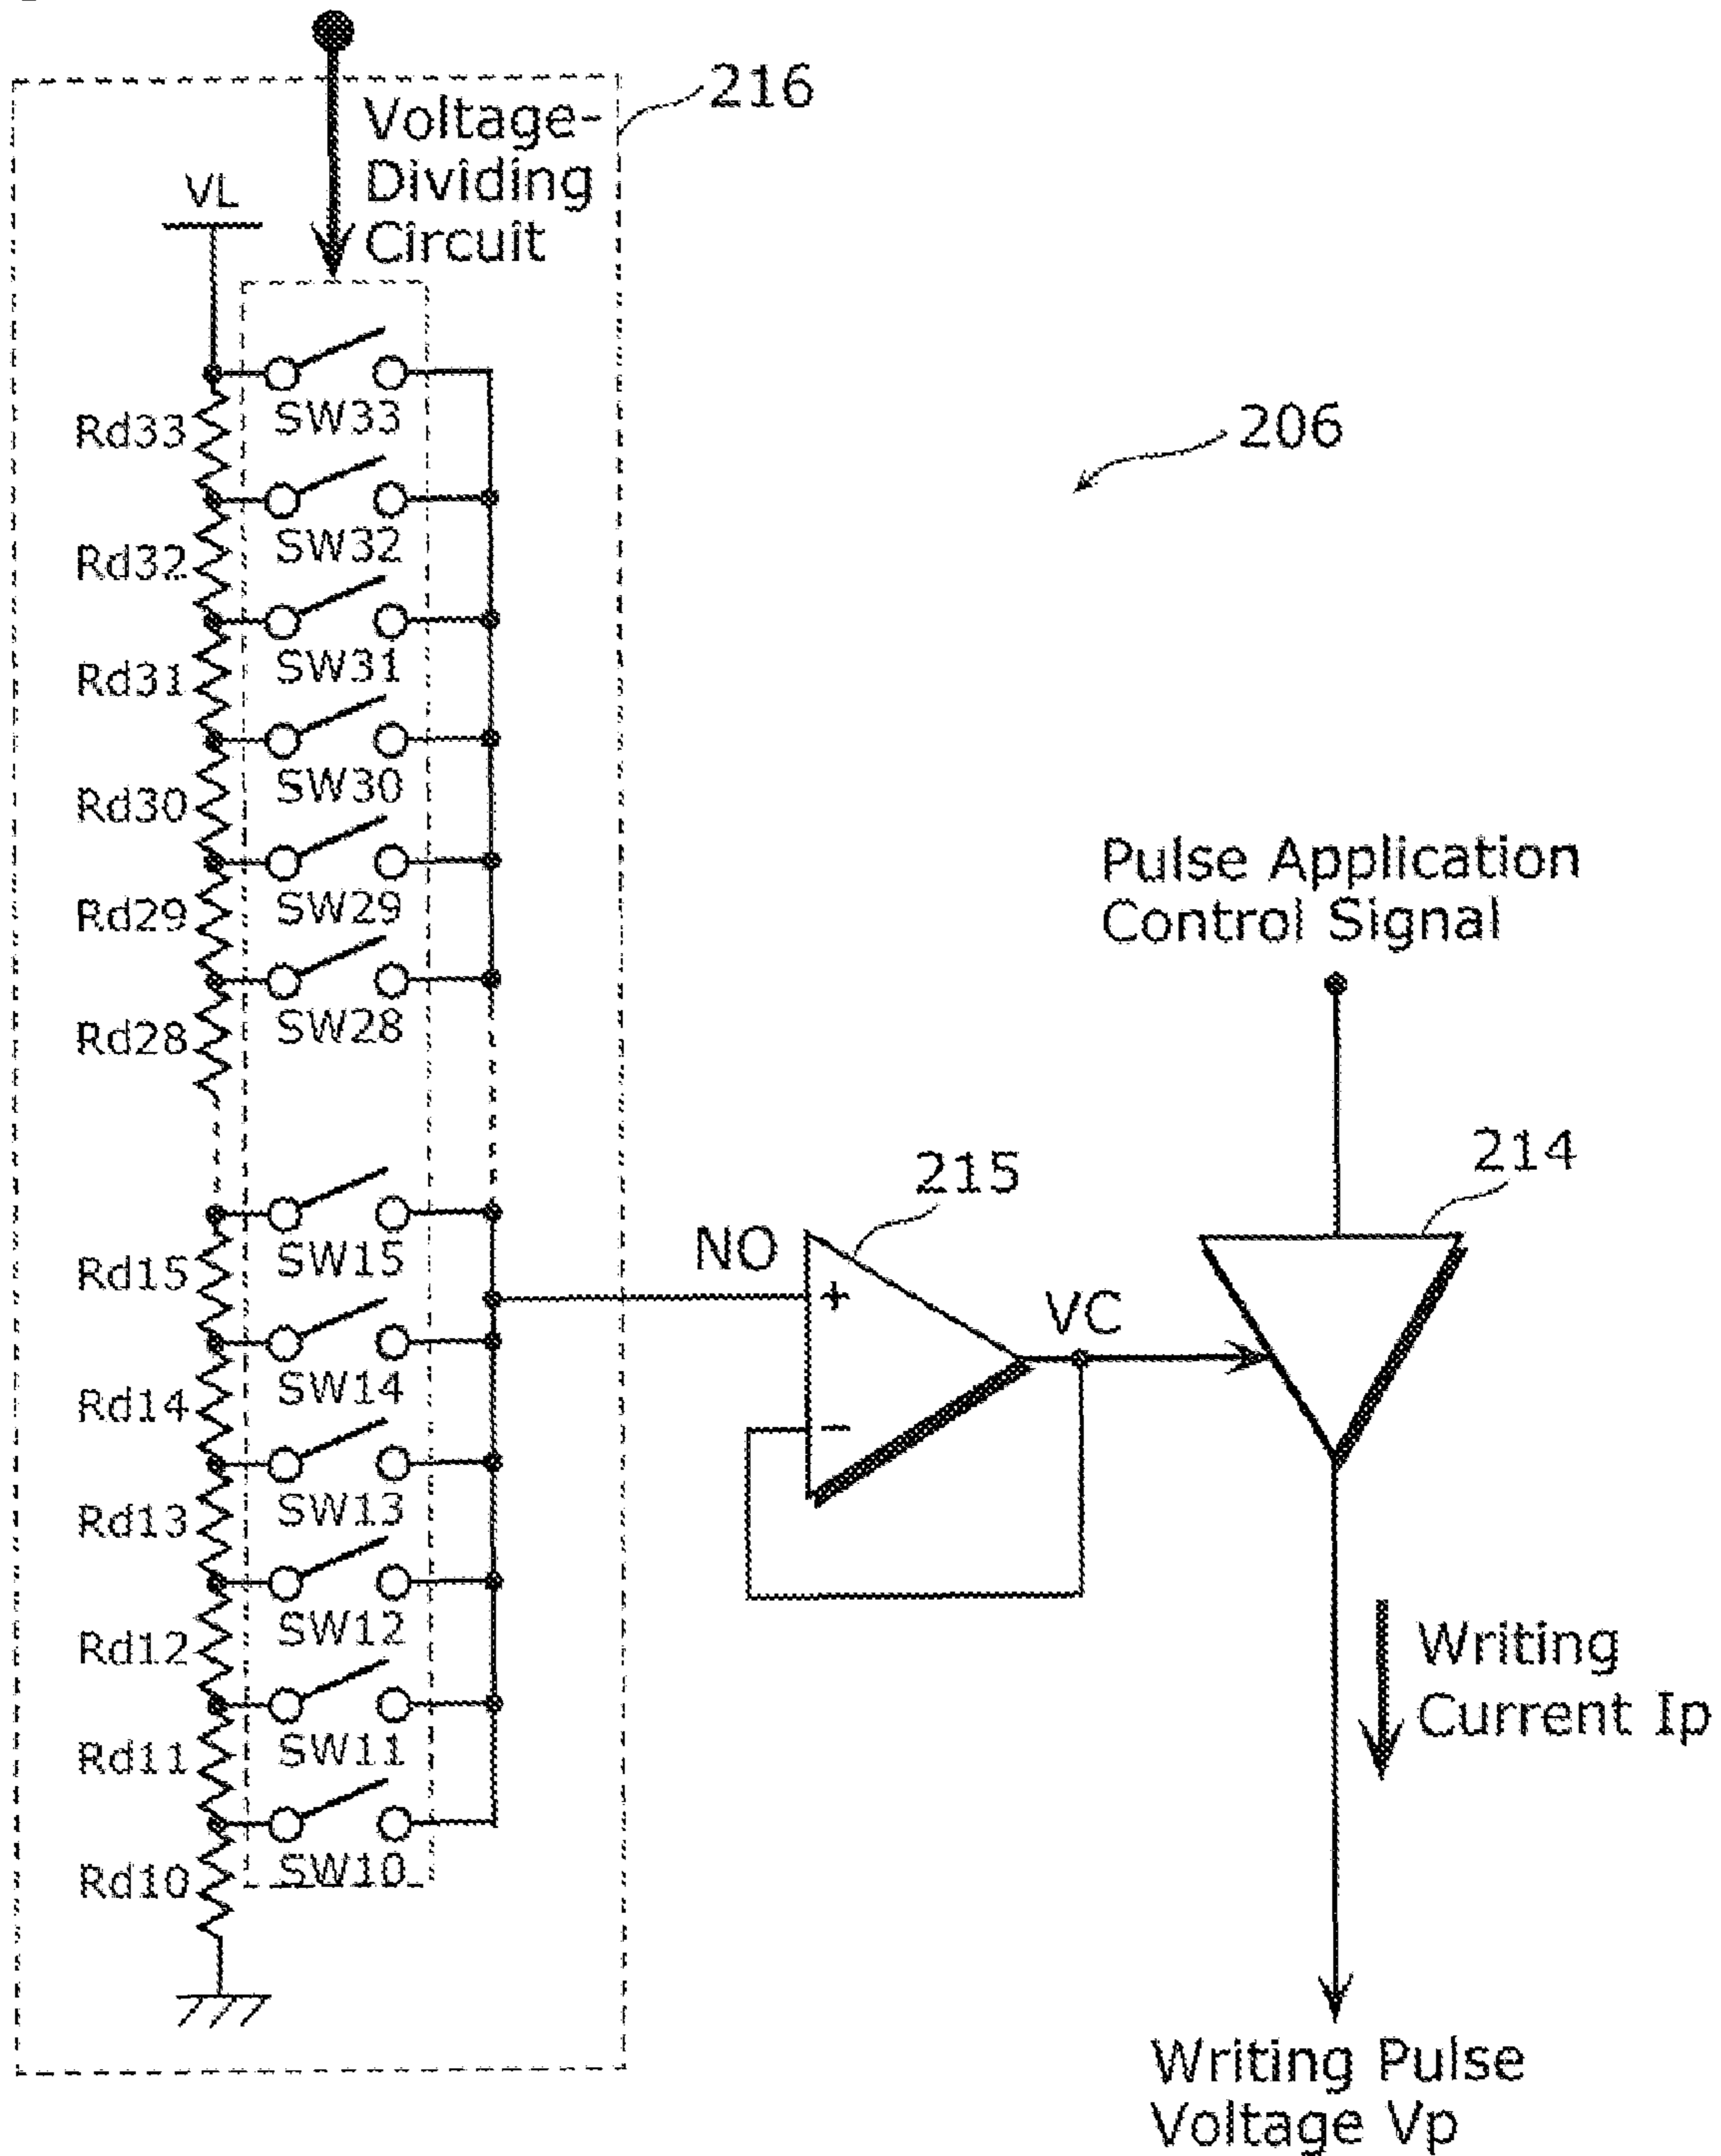 216
Voltage-
Dividing
Circuit
VL
SW33
Rd33
206
SW32
Rd32
SW31
Rd31
SW30
Rd30
SW29
Rd29
SW28
Rd28
Pulse Application
Control Signal
214
215
SW15
Rd15
NO
+
VC
SW14
Rd14
−
SW13
Rd13
SW12
Rd12
Writing
Current Ip
SW11
Rd11
SW10
Rd10
Writing Pulse
Voltage Vp